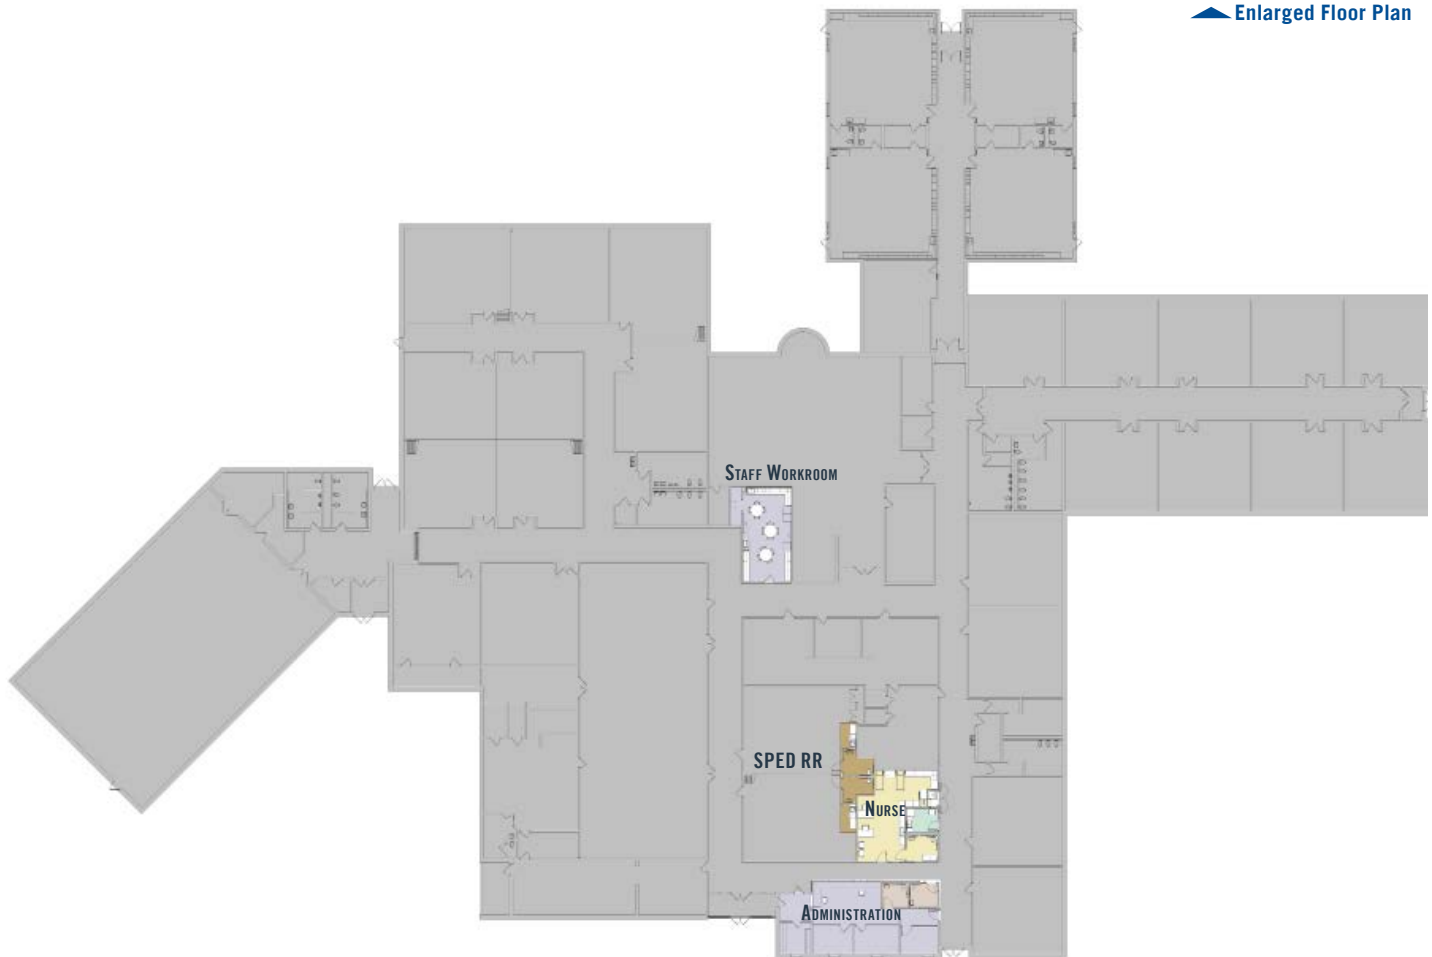 Enlarged Floor Plan
Staff Workroom
SPED RR
Nurse
Administration